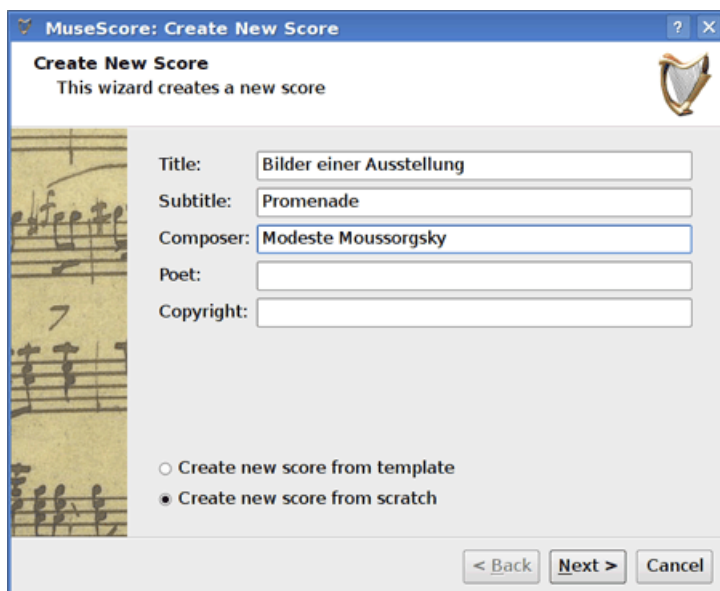 MuseScore: Create New Score
Create New Score
This wizard creates a new score
Title: Bilder einer Ausstellung
Subtitle: Promenade
Composer: Modeste Moussorgsky
Poet:
Copyright:
7
Create new score from template
Create new score from scratch
< Back Next > Cancel